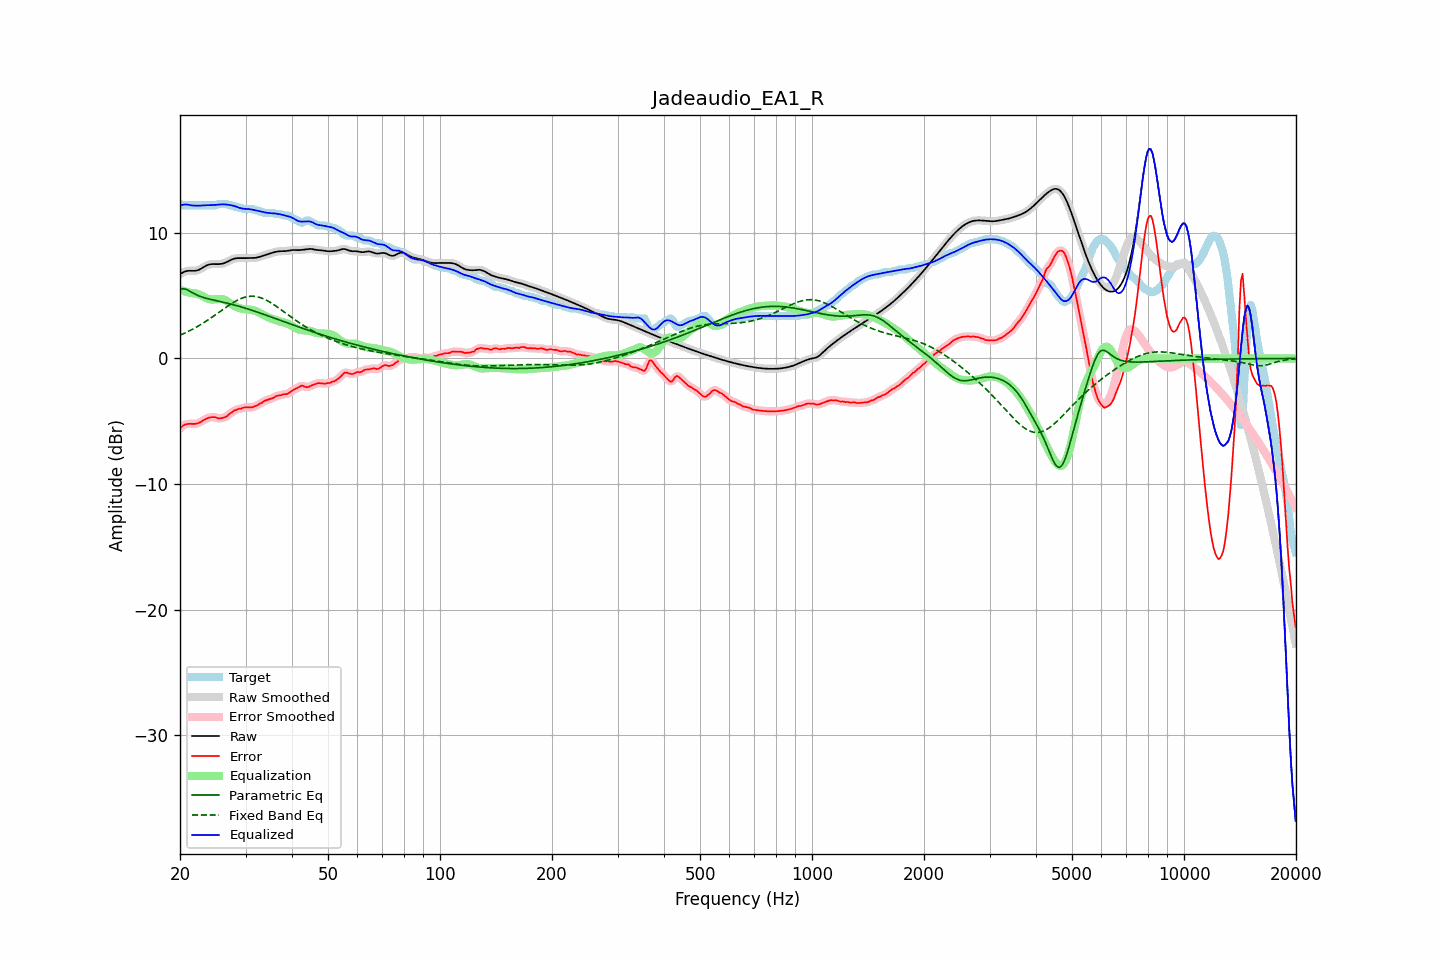 Jadeaudio_EA1_R
10
0
−10
−20
−30
Amplitude (dBr)
Target
Raw Smoothed
Error Smoothed
Raw
Error
Equalization
Parametric Eq
Fixed Band Eq
Equalized
20 50 100 200 500 1000 2000 5000 10000 20000
Frequency (Hz)